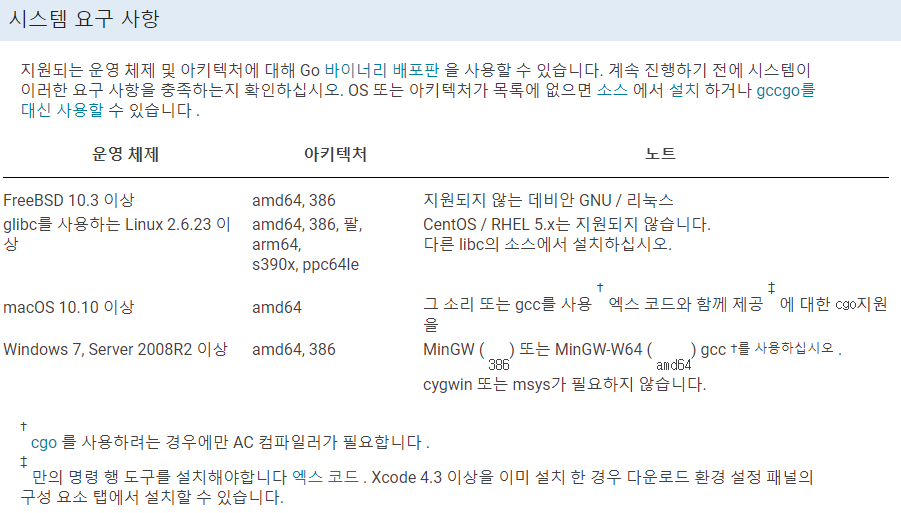 시스템 요구 사항
지원되는 운영 체제 및 아키텍처에 대해 Go 바이너리 배포판 을 사용할 수 있습니다. 계속 진행하기 전에 시스템이
이러한 요구 사항을 충족하는지 확인하십시오. OS 또는 아키텍처가 목록에 없으면 소스 에서 설치 하거나 gccgo를
대신 사용할 수 있습니다 .
운영 체제 아키텍처 노트
FreeBSD 10.3 이상 amd64, 386 지원되지 않는 데비안 GNU / 리눅스
glibc를 사용하는 Linux 2.6.23 이 amd64, 386, 팔, CentOS / RHEL 5.x는 지원되지 않습니다.
상 arm64, 다른 libc의 소스에서 설치하십시오.
s390x, ppc64le
macOS 10.10 이상 amd64 그 소리 또는 gcc를 사용 † 엑스 코드와 함께 제공 ‡ 에 대한 cgo지원
을
Windows 7, Server 2008R2 이상 amd64, 386 MinGW ( 386) 또는 MinGW-W64 ( amd64) gcc †를 사용하십시오 .
cygwin 또는 msys가 필요하지 않습니다.
† cgo 를 사용하려는 경우에만 AC 컴파일러가 필요합니다 .
‡ 만의 명령 행 도구를 설치해야합니다 엑스 코드 . Xcode 4.3 이상을 이미 설치 한 경우 다운로드 환경 설정 패널의
구성 요소 탭에서 설치할 수 있습니다.